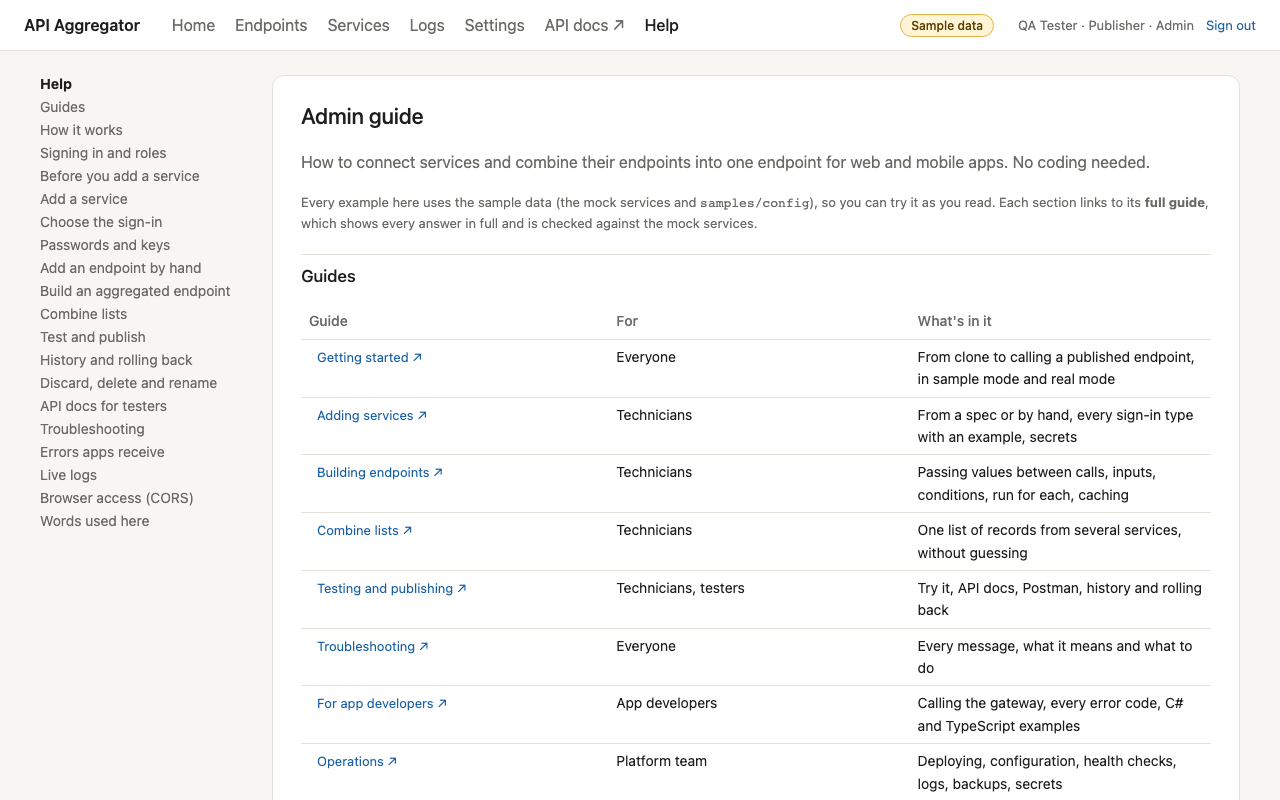 API Aggregator Home Endpoints Services Logs Settings API docs ↗ Help Sample data QA Tester · Publisher · Admin Sign out
Help
Guides
How it works
Signing in and roles
Before you add a service
Add a service
Choose the sign-in
Passwords and keys
Add an endpoint by hand
Build an aggregated endpoint
Combine lists
Test and publish
History and rolling back
Discard, delete and rename
API docs for testers
Troubleshooting
Errors apps receive
Live logs
Browser access (CORS)
Words used here
Admin guide
How to connect services and combine their endpoints into one endpoint for web and mobile apps. No coding needed.
Every example here uses the sample data (the mock services and samples/config), so you can try it as you read. Each section links to its full guide,
which shows every answer in full and is checked against the mock services.
Guides
Guide For What's in it
Getting started ↗ Everyone From clone to calling a published endpoint,
in sample mode and real mode
Adding services ↗ Technicians From a spec or by hand, every sign-in type
with an example, secrets
Building endpoints ↗ Technicians Passing values between calls, inputs,
conditions, run for each, caching
Combine lists ↗ Technicians One list of records from several services,
without guessing
Testing and publishing ↗ Technicians, testers Try it, API docs, Postman, history and rolling
back
Troubleshooting ↗ Everyone Every message, what it means and what to
do
For app developers ↗ App developers Calling the gateway, every error code, C#
and TypeScript examples
Operations ↗ Platform team Deploying, configuration, health checks,
logs, backups, secrets